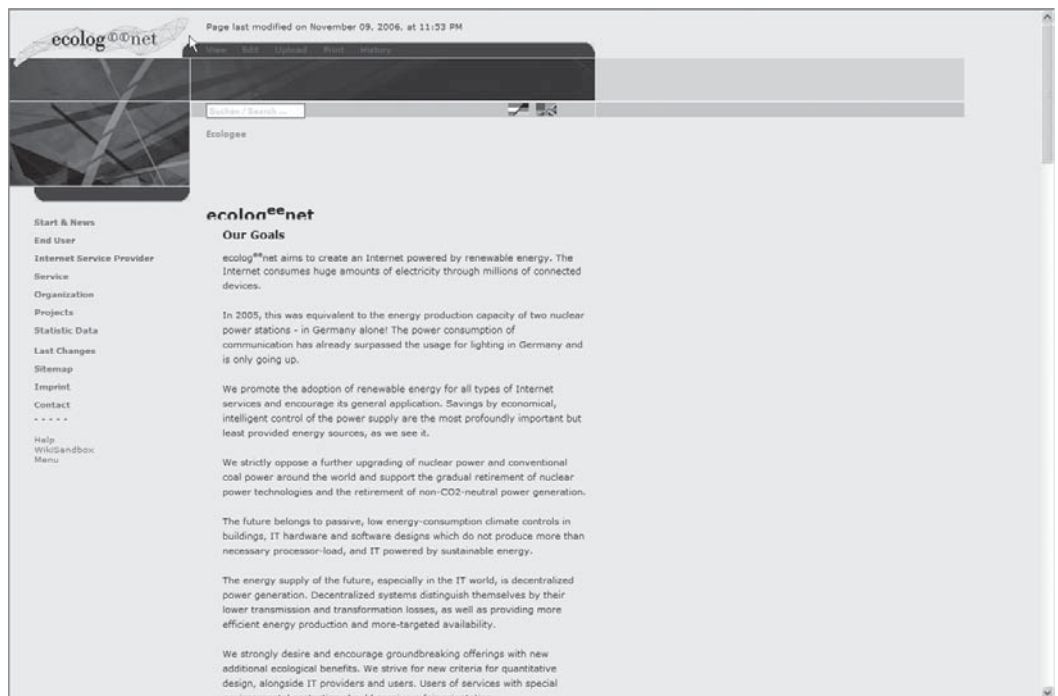 ecolog©©net
Page last modified on November 09, 2006, at 11:53 PM
View Edit Upload Print History
Suchen / Search ...
Ecologee
Start & News
End User
Internet Service Provider
Service
Organization
Projects
Statistic Data
Last Changes
Sitemap
Imprint
Contact
- - - - -
Help
WikiSandbox
Menu
ecologeenet
Our Goals
ecologeenet aims to create an Internet powered by renewable energy. The
Internet consumes huge amounts of electricity through millions of connected
devices.
In 2005, this was equivalent to the energy production capacity of two nuclear
power stations - in Germany alone! The power consumption of
communication has already surpassed the usage for lighting in Germany and
is only going up.
We promote the adoption of renewable energy for all types of Internet
services and encourage its general application. Savings by economical,
intelligent control of the power supply are the most profoundly important but
least provided energy sources, as we see it.
We strictly oppose a further upgrading of nuclear power and conventional
coal power around the world and support the gradual retirement of nuclear
power technologies and the retirement of non-CO2-neutral power generation.
The future belongs to passive, low energy-consumption climate controls in
buildings, IT hardware and software designs which do not produce more than
necessary processor-load, and IT powered by sustainable energy.
The energy supply of the future, especially in the IT world, is decentralized
power generation. Decentralized systems distinguish themselves by their
lower transmission and transformation losses, as well as providing more
efficient energy production and more-targeted availability.
We strongly desire and encourage groundbreaking offerings with new
additional ecological benefits. We strive for new criteria for quantitative
design, alongside IT providers and users. Users of services with special